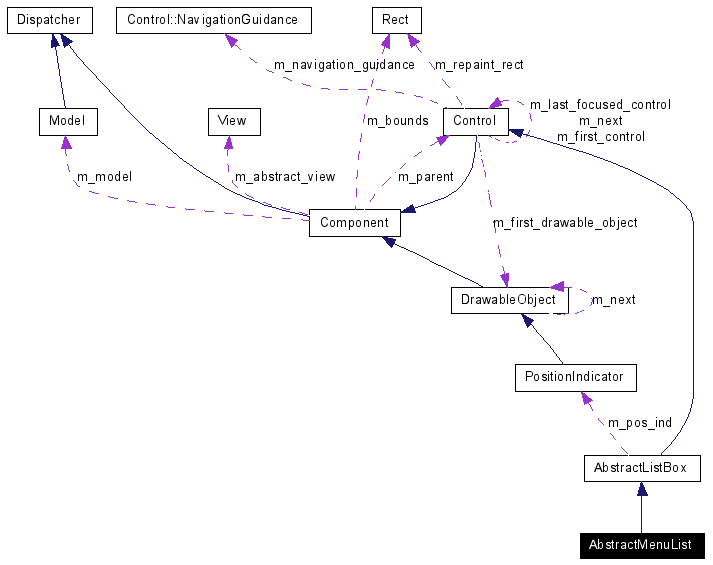 Dispatcher
Control::NavigationGuidance
Rect
m_navigation_guidance
m_repaint_rect
m_last_focused_control
m_next
m_first_control
Model
View
m_bounds
Control
m_model
m_abstract_view
m_parent
Component
m_first_drawable_object
DrawableObject
m_next
PositionIndicator
m_pos_ind
AbstractListBox
AbstractMenuList